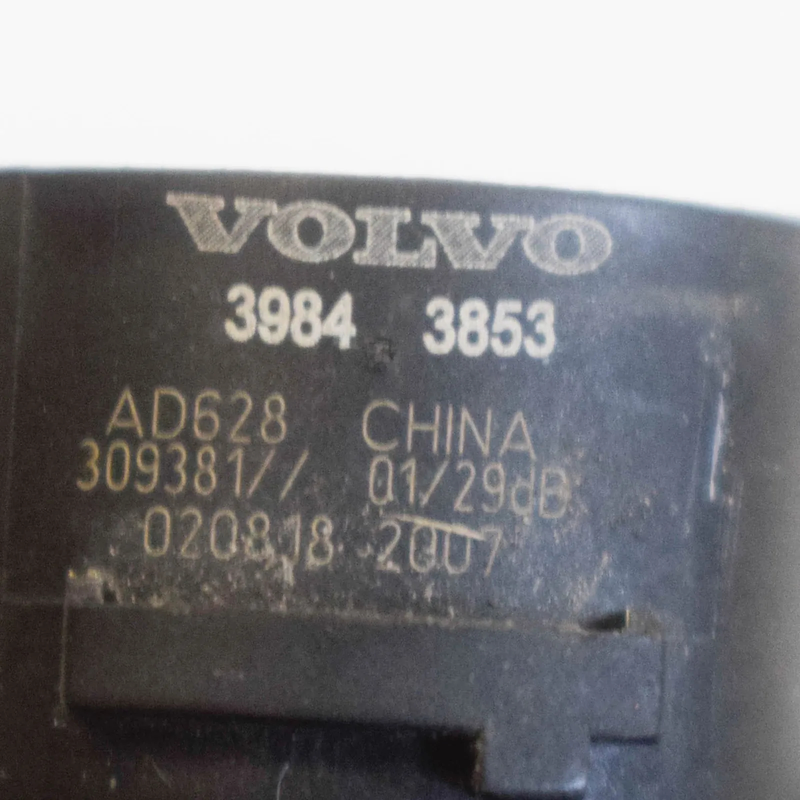 VOLVO
3984 3853
AD628 CHINA
309381// 01/29dB
020818 2007